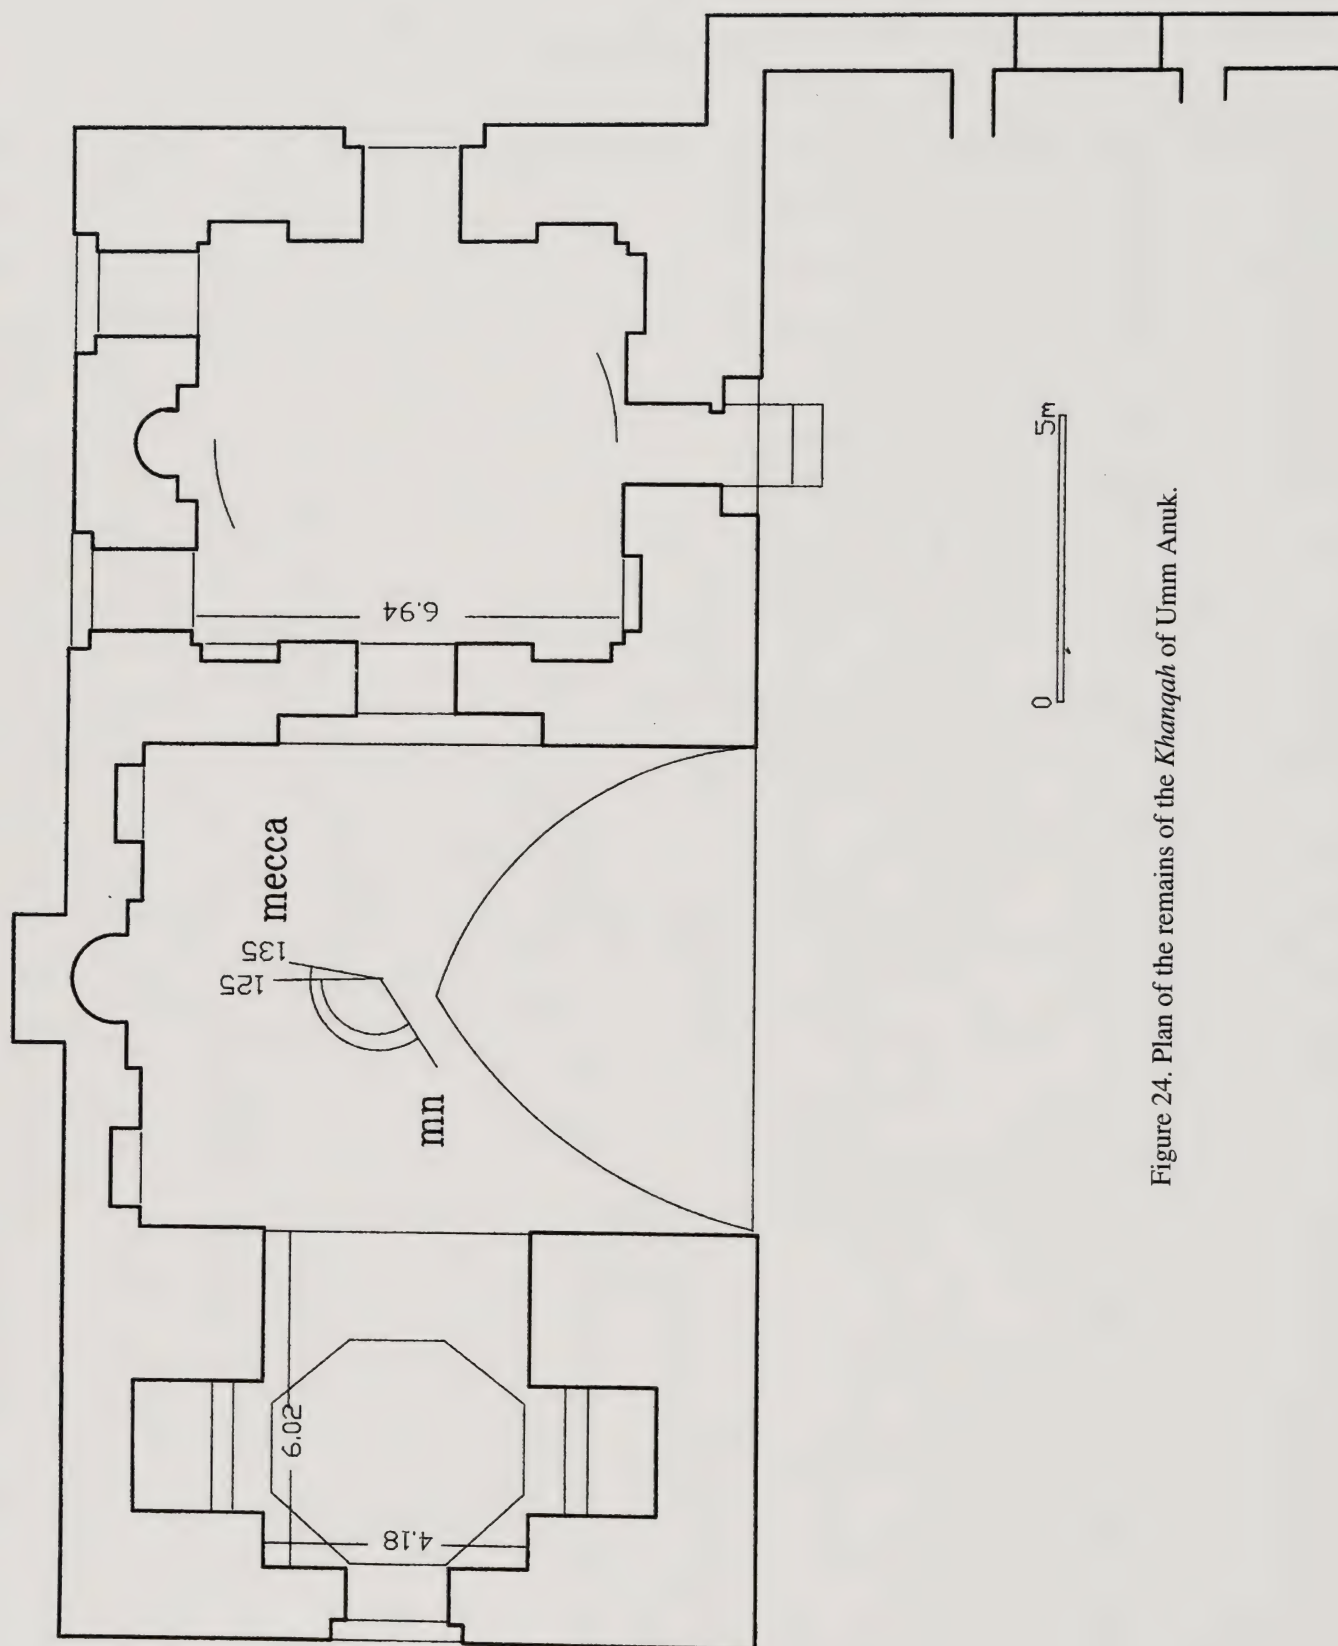 6.94
mecca
135
125
mn
6.02
4.18
0
5m
Figure 24. Plan of the remains of the Khanqah of Umm Anuk.